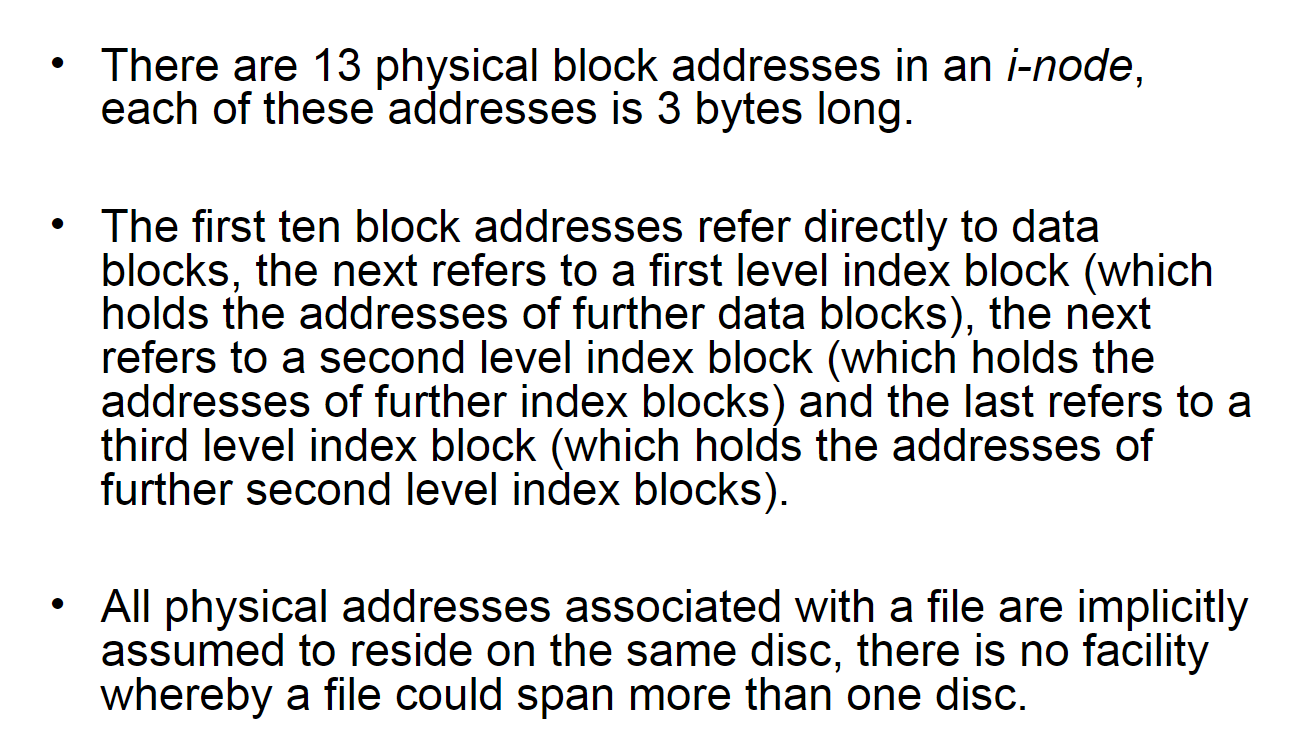 • There are 13 physical block addresses in an i-node,
each of these addresses is 3 bytes long.
• The first ten block addresses refer directly to data
blocks, the next refers to a first level index block (which
holds the addresses of further data blocks), the next
refers to a second level index block (which holds the
addresses of further index blocks) and the last refers to a
third level index block (which holds the addresses of
further second level index blocks).
• All physical addresses associated with a file are implicitly
assumed to reside on the same disc, there is no facility
whereby a file could span more than one disc.